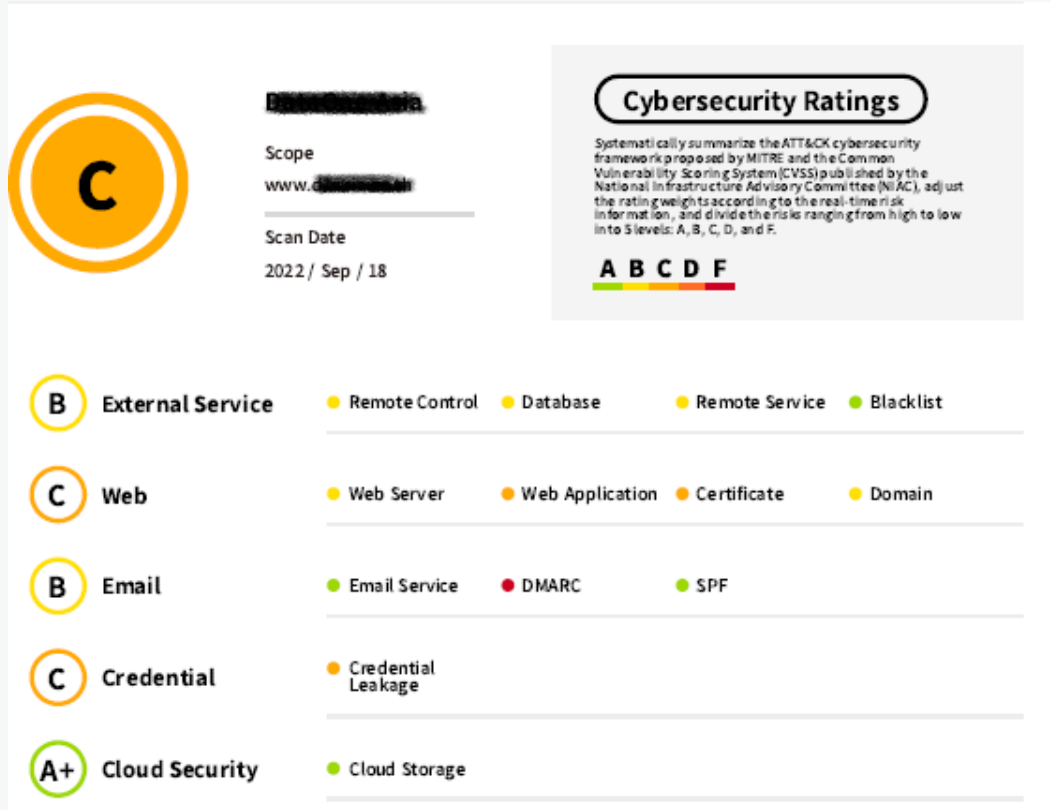 C
Scope
www.
Scan Date
2022 / Sep / 18
Cybersecurity Ratings
Systematically summarize the ATT&CK cybersecurity
framework proposed by MITRE and the Common
Vulnerability Scoring System (CVSS) published by the
National Infrastructure Advisory Committee (NIAC), adjust
the rating weights according to the real-time risk
information, and divide the risks ranging from high to low
into 5 levels: A, B, C, D, and F.
A B C D F
B External Service Remote Control Database Remote Service Blacklist
C Web Web Server Web Application Certificate Domain
B Email Email Service DMARC SPF
C Credential Credential
Leakage
A+ Cloud Security Cloud Storage